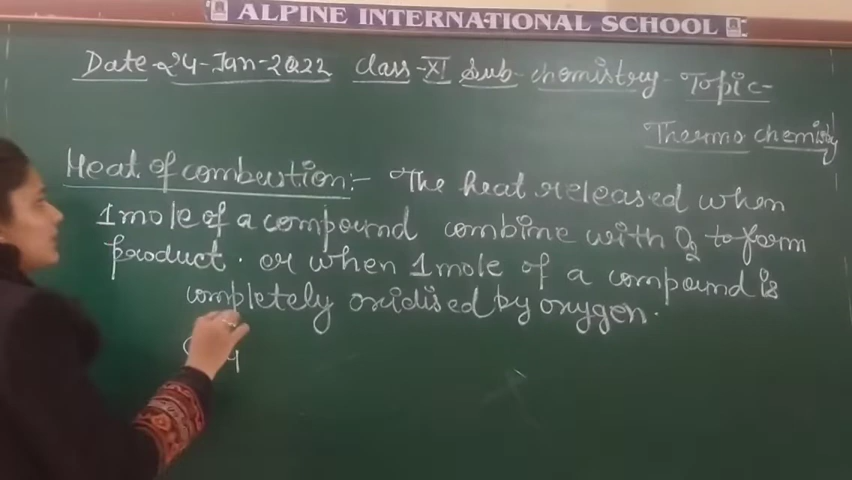 ALPINE INTERNATIONAL SCHOOL
Date-24-Jan-2022 Class-XI Sub-chemistry-Topic-
Thermochemistry
Heat of combustion:- The heat released when
1 mole of a compound combine with O₂ to form
product. or when 1 mole of a compound is
completely oxidised by oxygen.